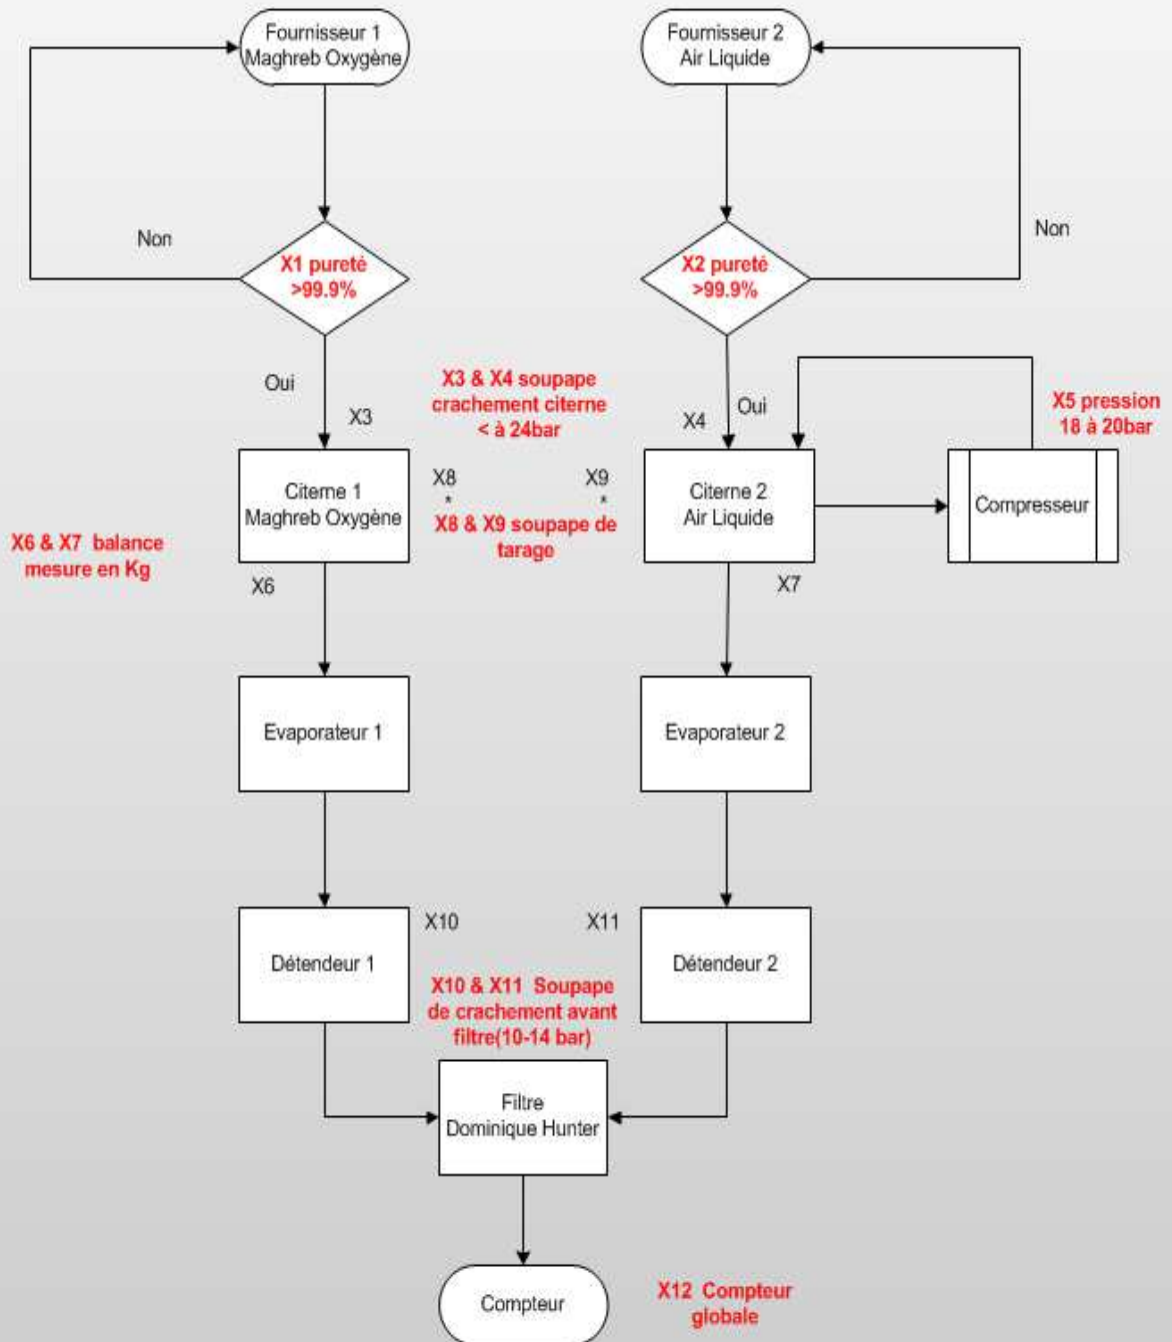 Fournisseur 1
Maghreb Oxygène
Fournisseur 2
Air Liquide
Non
X1 pureté
>99.9%
X2 pureté
>99.9%
Non
Oui
X3
X3 & X4 soupape
crachement citerne
< à 24bar
X4
Oui
X5 pression
18 à 20bar
Citerne 1
Maghreb Oxygène
X8
*
X9
*
X8 & X9 soupape de
tarage
Citerne 2
Air Liquide
Compresseur
X6 & X7 balance
mesure en Kg
X6
X7
Evaporateur 1
Evaporateur 2
Détendeur 1
X10
X11
Détendeur 2
X10 & X11 Soupape
de crachement avant
filtre(10-14 bar)
Filtre
Dominique Hunter
Compteur
X12 Compteur
globale